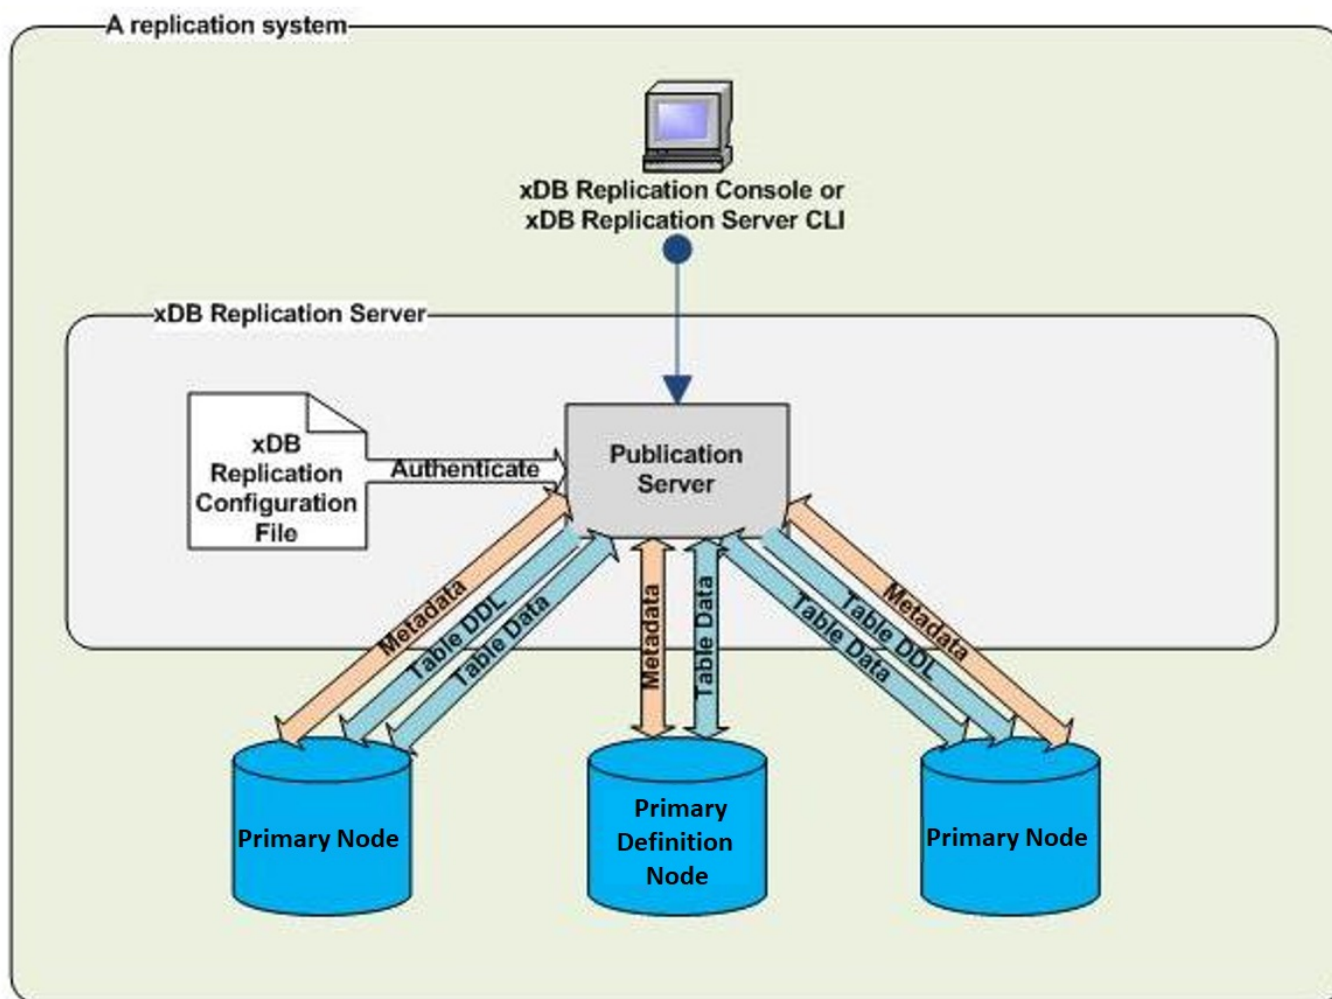 A replication system
xDB Replication Console or
xDB Replication Server CLI
xDB Replication Server
xDB
Replication
Configuration
File
Authenticate
Publication
Server
Metadata
Table DDL
Table Data
Metadata
Table Data
Table Data
Table DDL
Metadata
Primary Node
Primary
Definition
Node
Primary Node